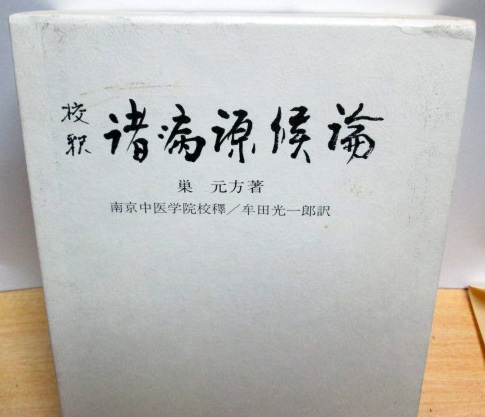 校釈 諸病源候論
巣 元方著
南京中医学院校釋／牟田光一郎訳